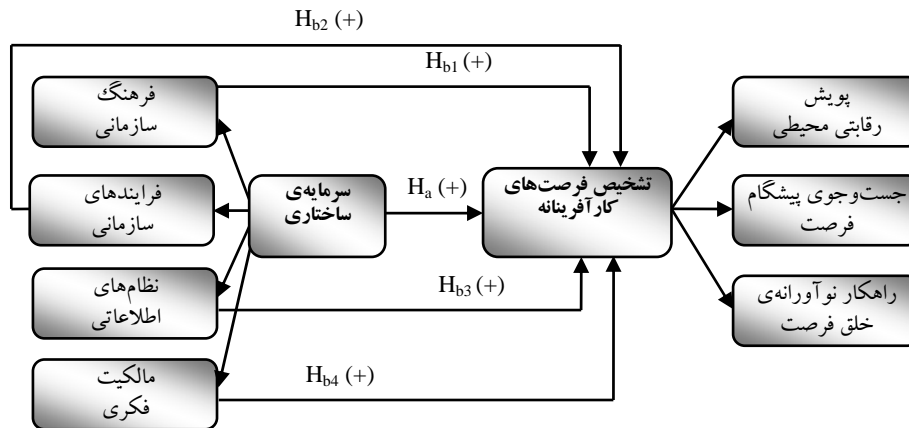 H_b2 (+)
H_b1 (+)
فرهنگ
سازمانی
پویش
رقابتی محیطی
فرایندهای
سازمانی
سرمایه‌ی
ساختاری
H_a (+)
تشخیص فرصت‌های
کارآفرینانه
جست‌وجوی پیشگام
فرصت
نظام‌های
اطلاعاتی
H_b3 (+)
راهکار نوآورانه‌ی
خلق فرصت
مالکیت
فکری
H_b4 (+)